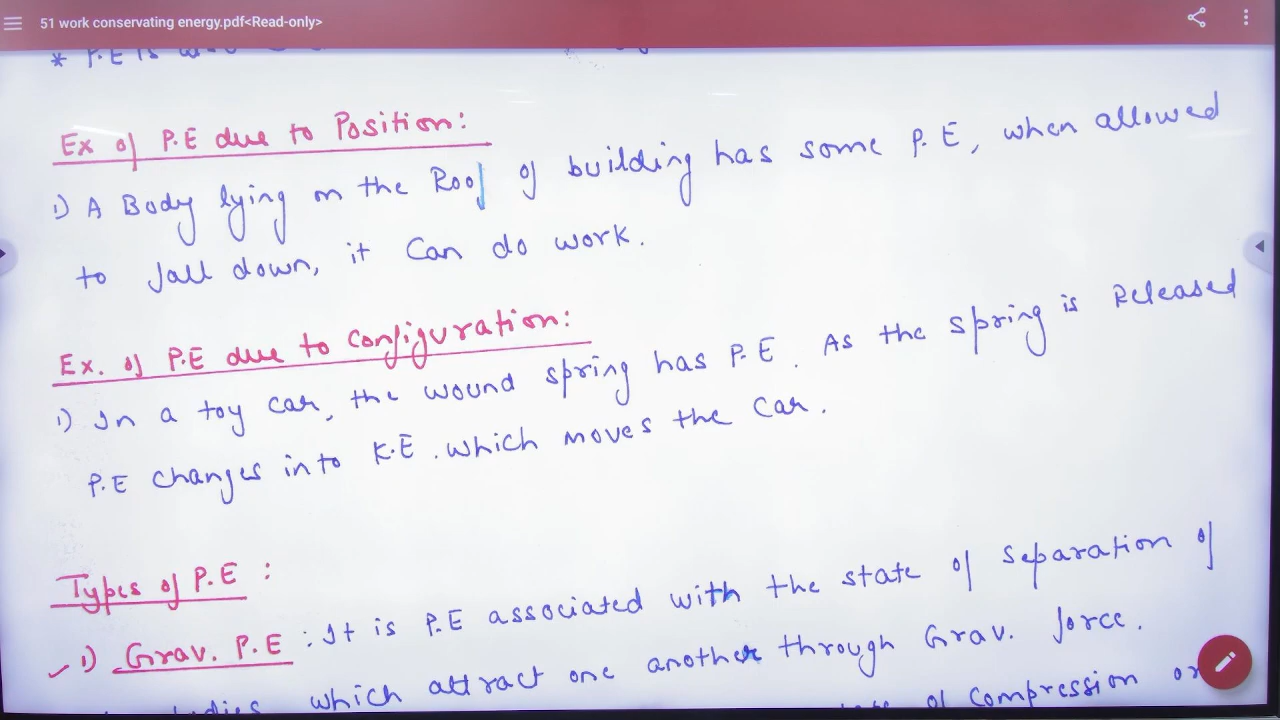 51 work conservating energy.pdf<Read-only>
* P.E is
Ex of P.E due to Position:
1) A Body lying on the Roof of building has some P.E, when allowed
to fall down, it Can do work.
Ex. of P.E due to Configuration:
1) In a toy car, the wound spring has P.E. As the spring is Released
P.E changes into K.E. which moves the Car.
Types of P.E :
1) Grav. P.E : It is P.E associated with the state of separation of
which attract one another through Grav. force.
of Compression or